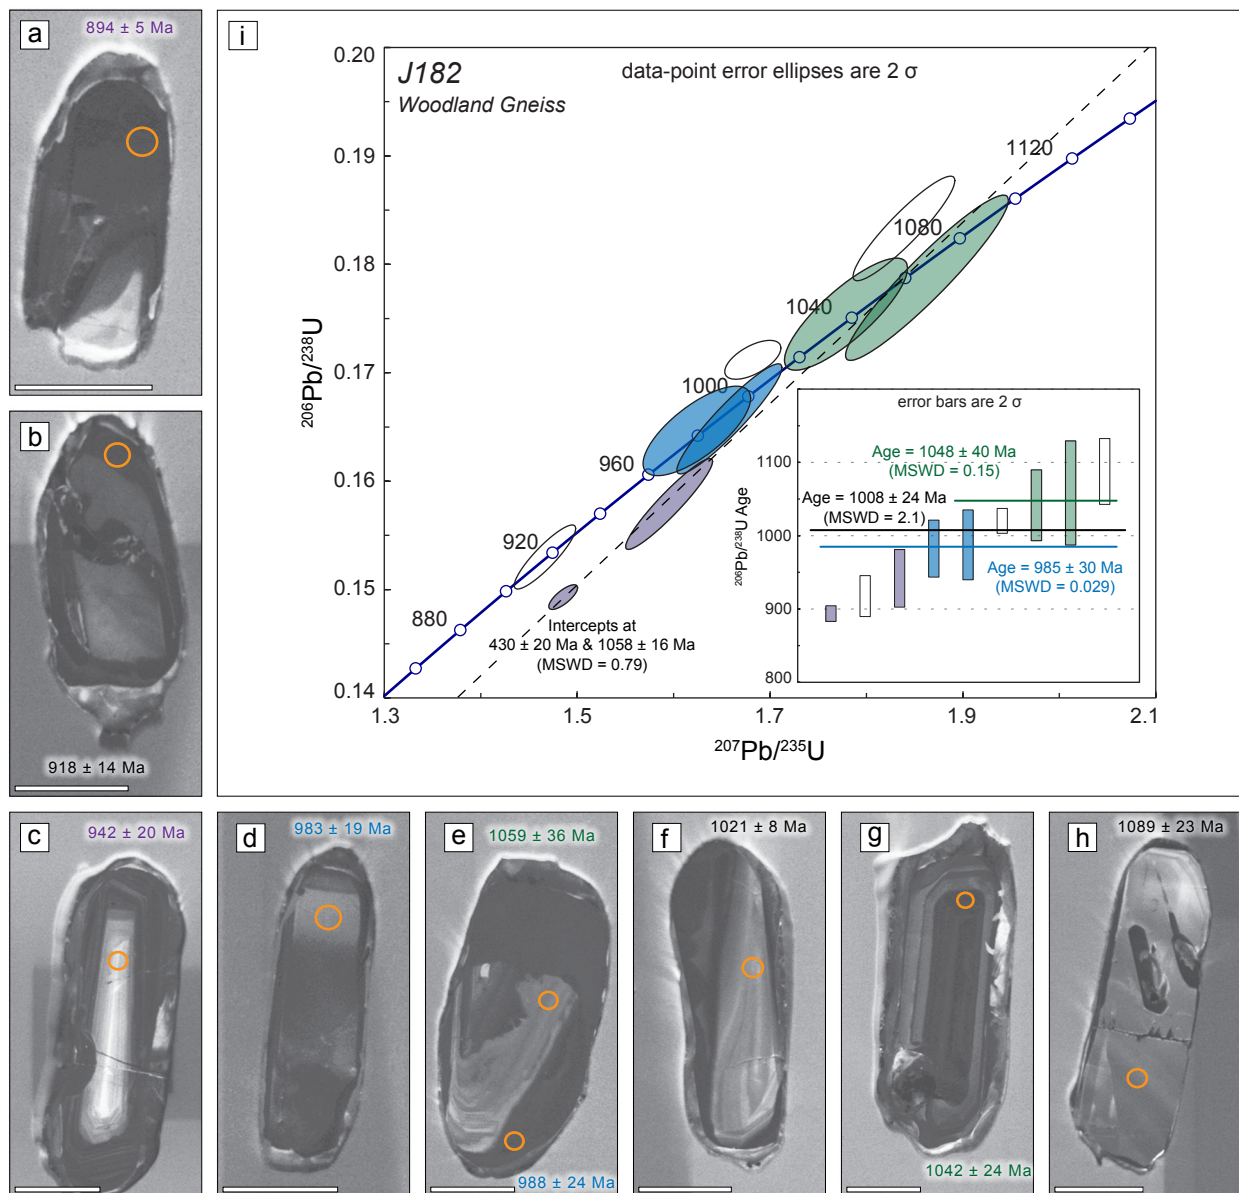 a
894 ± 5 Ma
b
918 ± 14 Ma
c
942 ± 20 Ma
d
983 ± 19 Ma
e
1059 ± 36 Ma
988 ± 24 Ma
f
1021 ± 8 Ma
g
1042 ± 24 Ma
h
1089 ± 23 Ma
i
J182
Woodland Gneiss
data-point error ellipses are 2 σ
0.20
0.19
0.18
0.17
0.16
0.15
0.14
206Pb/238U
1.3
1.5
1.7
1.9
2.1
207Pb/235U
880
920
960
1000
1040
1080
1120
Intercepts at
430 ± 20 Ma & 1058 ± 16 Ma
(MSWD = 0.79)
error bars are 2 σ
Age = 1048 ± 40 Ma
(MSWD = 0.15)
Age = 1008 ± 24 Ma
(MSWD = 2.1)
Age = 985 ± 30 Ma
(MSWD = 0.029)
206Pb/238U Age
1100
1000
900
800